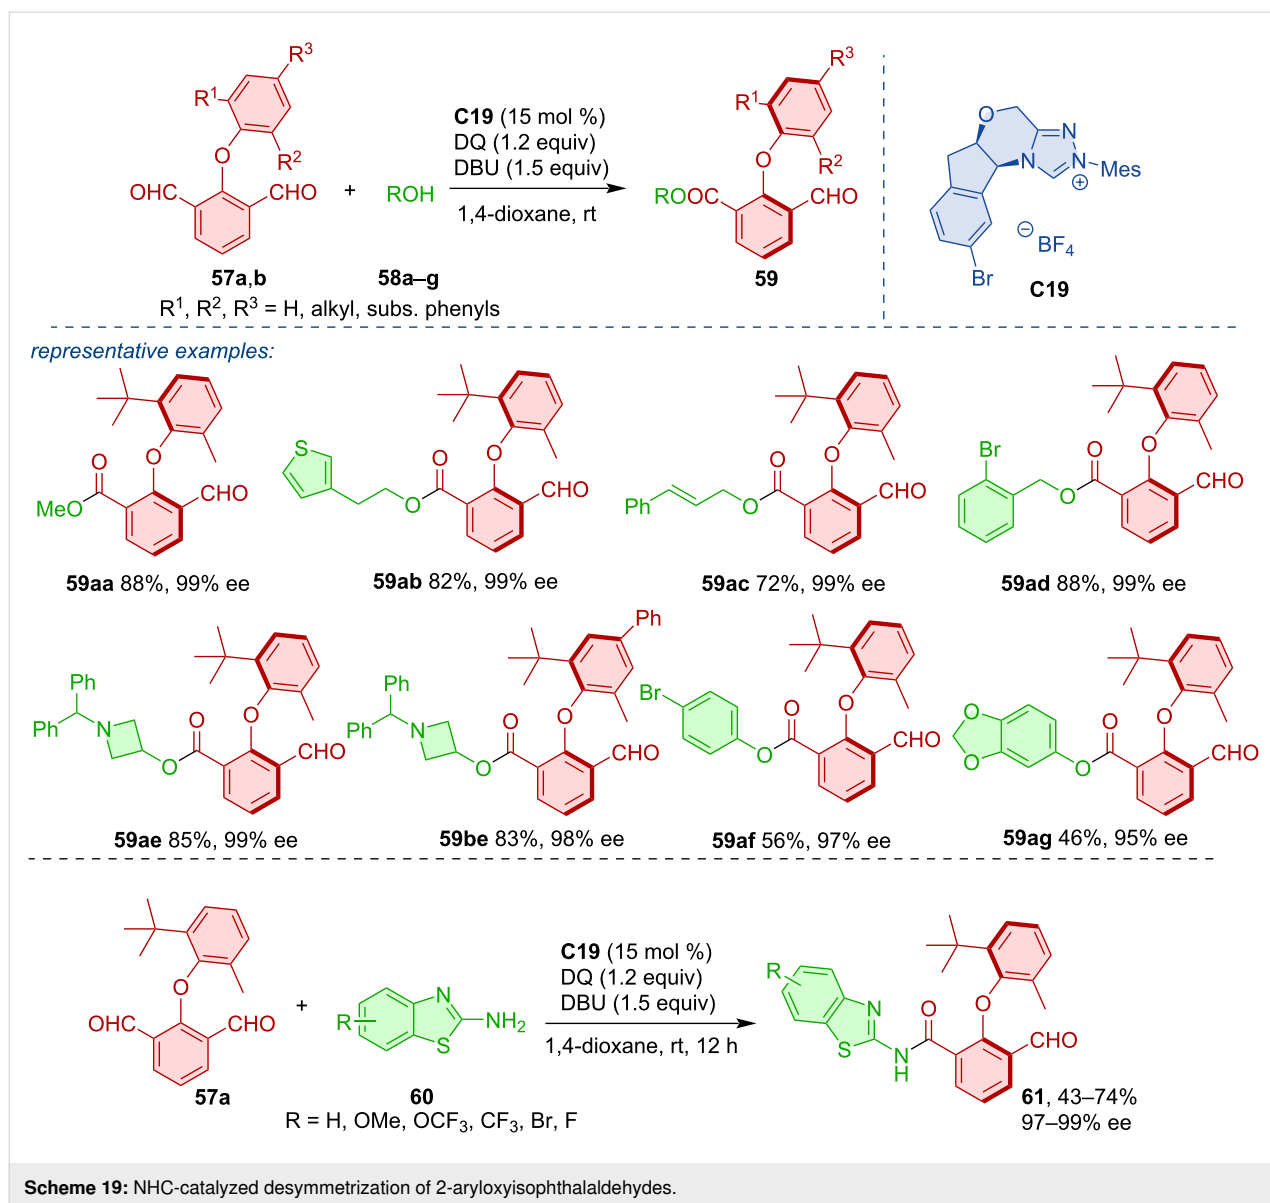 R³
R¹
O
R²
OHC
CHO
57a,b
+
ROH
58a–g
R¹, R², R³ = H, alkyl, subs. phenyls
C19 (15 mol %)
DQ (1.2 equiv)
DBU (1.5 equiv)
1,4-dioxane, rt
R³
R¹
O
R²
ROOC
CHO
59
O
N
N
N
Mes
⊕
⊖
BF₄
Br
C19
representative examples:
O
O
MeO
CHO
59aa 88%, 99% ee
S
O
O
O
CHO
59ab 82%, 99% ee
Ph
O
O
O
CHO
59ac 72%, 99% ee
Br
O
O
O
CHO
59ad 88%, 99% ee
Ph
Ph
N
O
O
O
CHO
59ae 85%, 99% ee
Ph
Ph
Ph
N
O
O
O
CHO
59be 83%, 98% ee
Br
O
O
O
CHO
59af 56%, 97% ee
O
O
O
O
O
CHO
59ag 46%, 95% ee
O
OHC
CHO
57a
+
R
N
S
NH₂
60
R = H, OMe, OCF₃, CF₃, Br, F
C19 (15 mol %)
DQ (1.2 equiv)
DBU (1.5 equiv)
1,4-dioxane, rt, 12 h
R
N
S
N
H
O
O
CHO
61, 43–74%
97–99% ee
Scheme 19: NHC-catalyzed desymmetrization of 2-aryloxyisophthalaldehydes.